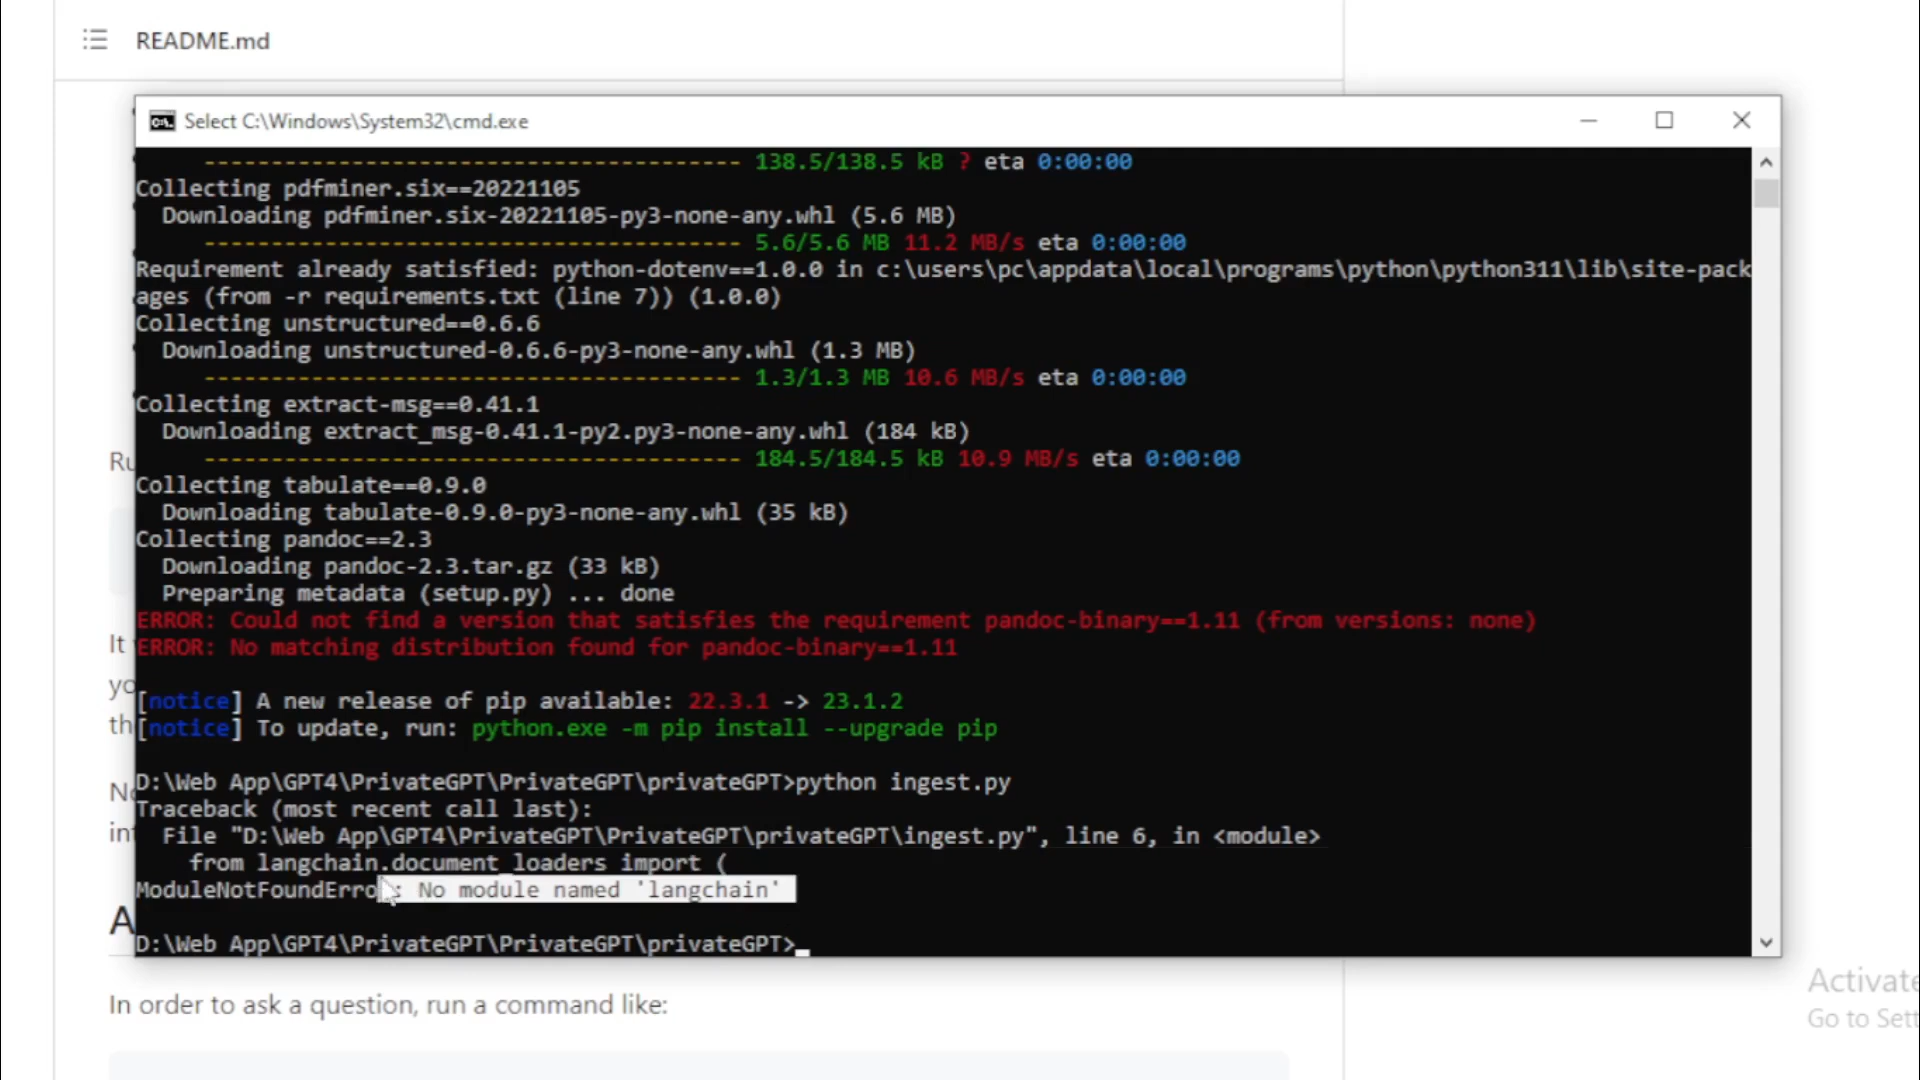 README.md
Select C:\Windows\System32\cmd.exe
---------------------------------------- 138.5/138.5 kB ? eta 0:00:00
Collecting pdfminer.six==20221105
Downloading pdfminer.six-20221105-py3-none-any.whl (5.6 MB)
---------------------------------------- 5.6/5.6 MB 11.2 MB/s eta 0:00:00
Requirement already satisfied: python-dotenv==1.0.0 in c:\users\pc\appdata\local\programs\python\python311\lib\site-pack
ages (from -r requirements.txt (line 7)) (1.0.0)
Collecting unstructured==0.6.6
Downloading unstructured-0.6.6-py3-none-any.whl (1.3 MB)
---------------------------------------- 1.3/1.3 MB 10.6 MB/s eta 0:00:00
Collecting extract-msg==0.41.1
Downloading extract_msg-0.41.1-py2.py3-none-any.whl (184 kB)
---------------------------------------- 184.5/184.5 kB 10.9 MB/s eta 0:00:00
Collecting tabulate==0.9.0
Downloading tabulate-0.9.0-py3-none-any.whl (35 kB)
Collecting pandoc==2.3
Downloading pandoc-2.3.tar.gz (33 kB)
Preparing metadata (setup.py) ... done
ERROR: Could not find a version that satisfies the requirement pandoc-binary==1.11 (from versions: none)
ERROR: No matching distribution found for pandoc-binary==1.11
[notice] A new release of pip available: 22.3.1 -> 23.1.2
[notice] To update, run: python.exe -m pip install --upgrade pip
D:\Web App\GPT4\PrivateGPT\PrivateGPT\privateGPT>python ingest.py
Traceback (most recent call last):
File "D:\Web App\GPT4\PrivateGPT\PrivateGPT\privateGPT\ingest.py", line 6, in <module>
from langchain.document_loaders import (
ModuleNotFoundError: No module named 'langchain'
D:\Web App\GPT4\PrivateGPT\PrivateGPT\privateGPT>
It
In order to ask a question, run a command like:
Activate
Go to Sett